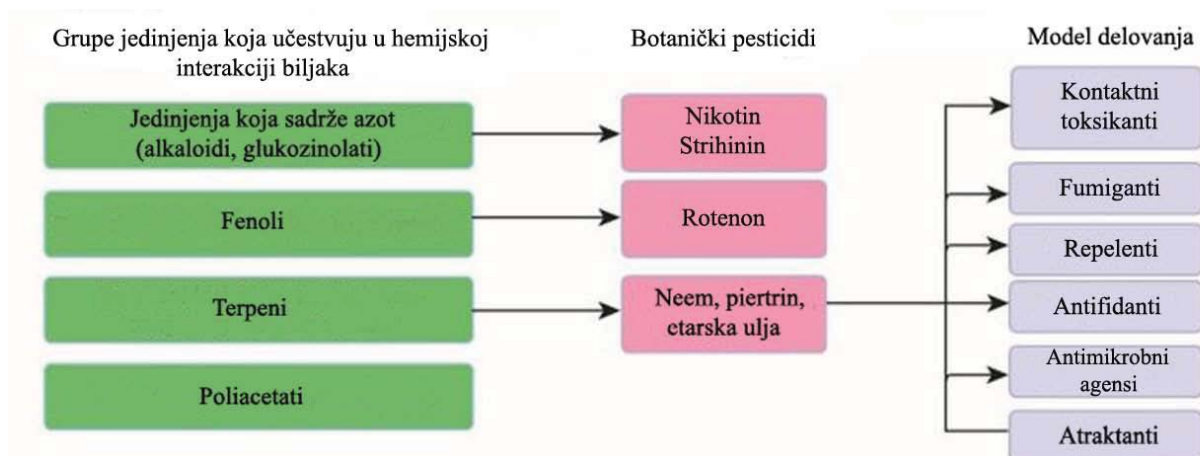 Grupe jedinjenja koja učestvuju u hemijskoj
interakciji biljaka
Jedinjenja koja sadrže azot
(alkaloidi, glukozinolati)
Fenoli
Terpeni
Poliacetati
Botanički pesticidi
Nikotin
Strihinin
Rotenon
Neem, piertrin,
etarska ulja
Model delovanja
Kontaktni
toksikanti
Fumiganti
Repelenti
Antifidanti
Antimikrobni
agensi
Atraktanti